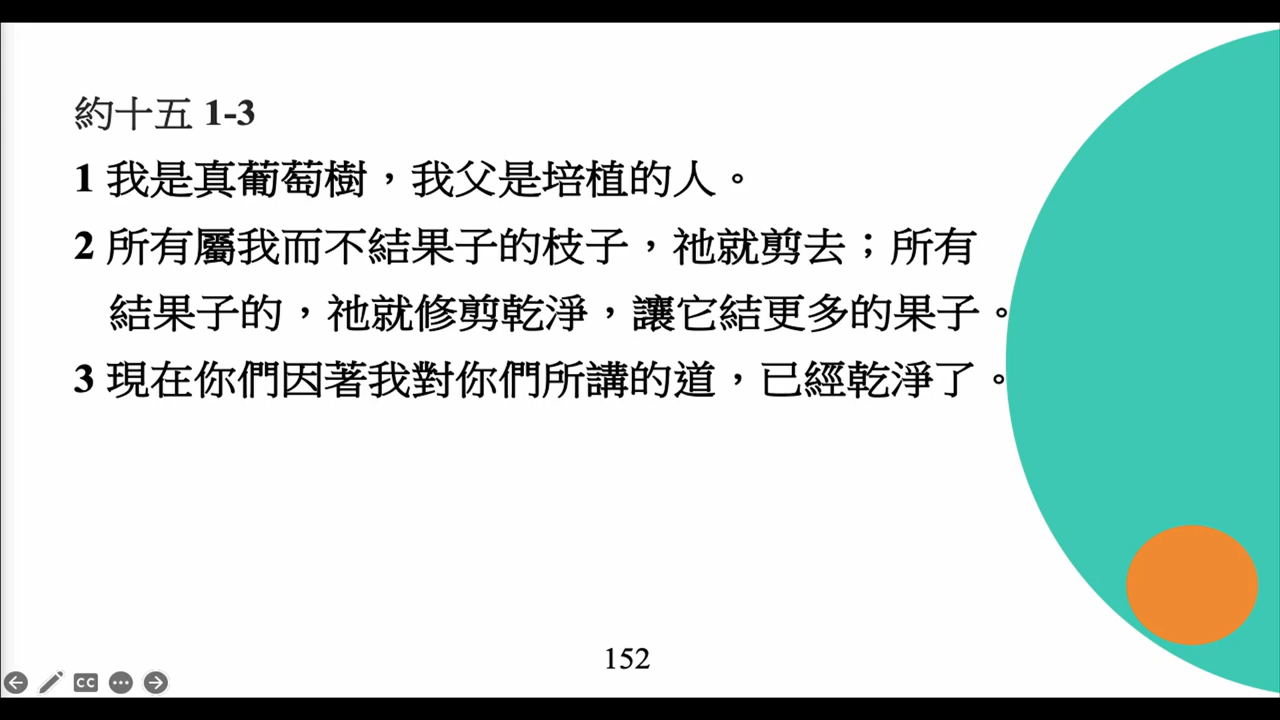 約十五 1-3
1 我是真葡萄樹，我父是培植的人。
2 所有屬我而不結果子的枝子，祂就剪去；所有
結果子的，祂就修剪乾淨，讓它結更多的果子。
3 現在你們因著我對你們所講的道，已經乾淨了。
152
CC